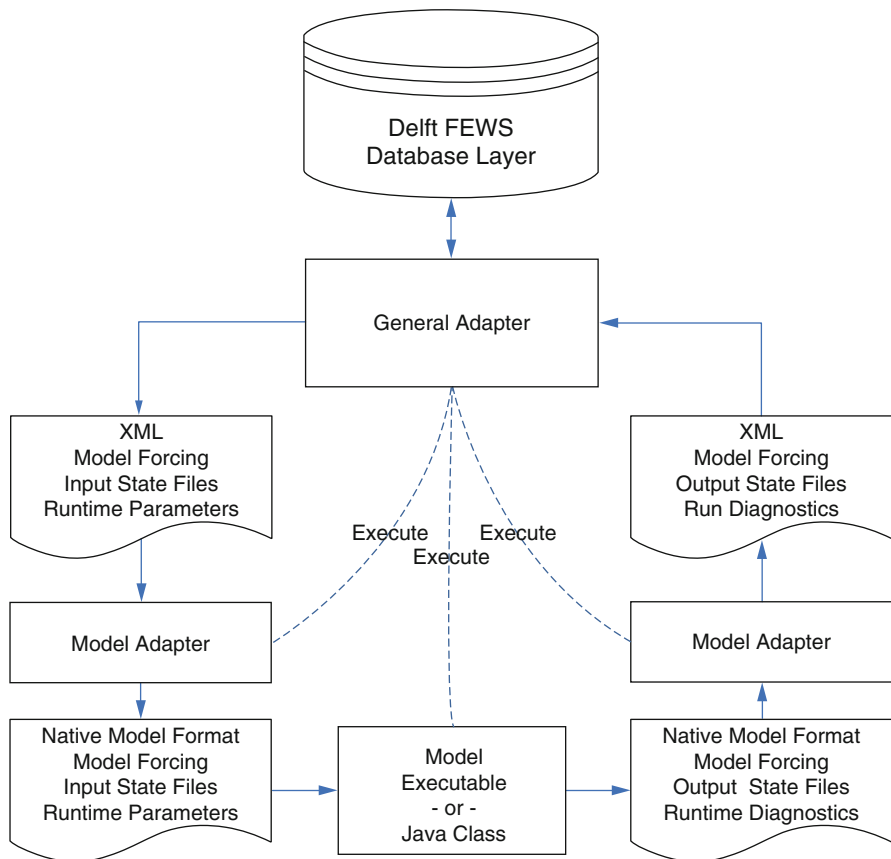 Delft FEWS
Database Layer
General Adapter
XML
Model Forcing
Input State Files
Runtime Parameters
XML
Model Forcing
Output State Files
Run Diagnostics
Execute
Execute
Execute
Model Adapter
Model Adapter
Native Model Format
Model Forcing
Input State Files
Runtime Parameters
Model
Executable
- or -
Java Class
Native Model Format
Model Forcing
Output State Files
Runtime Diagnostics